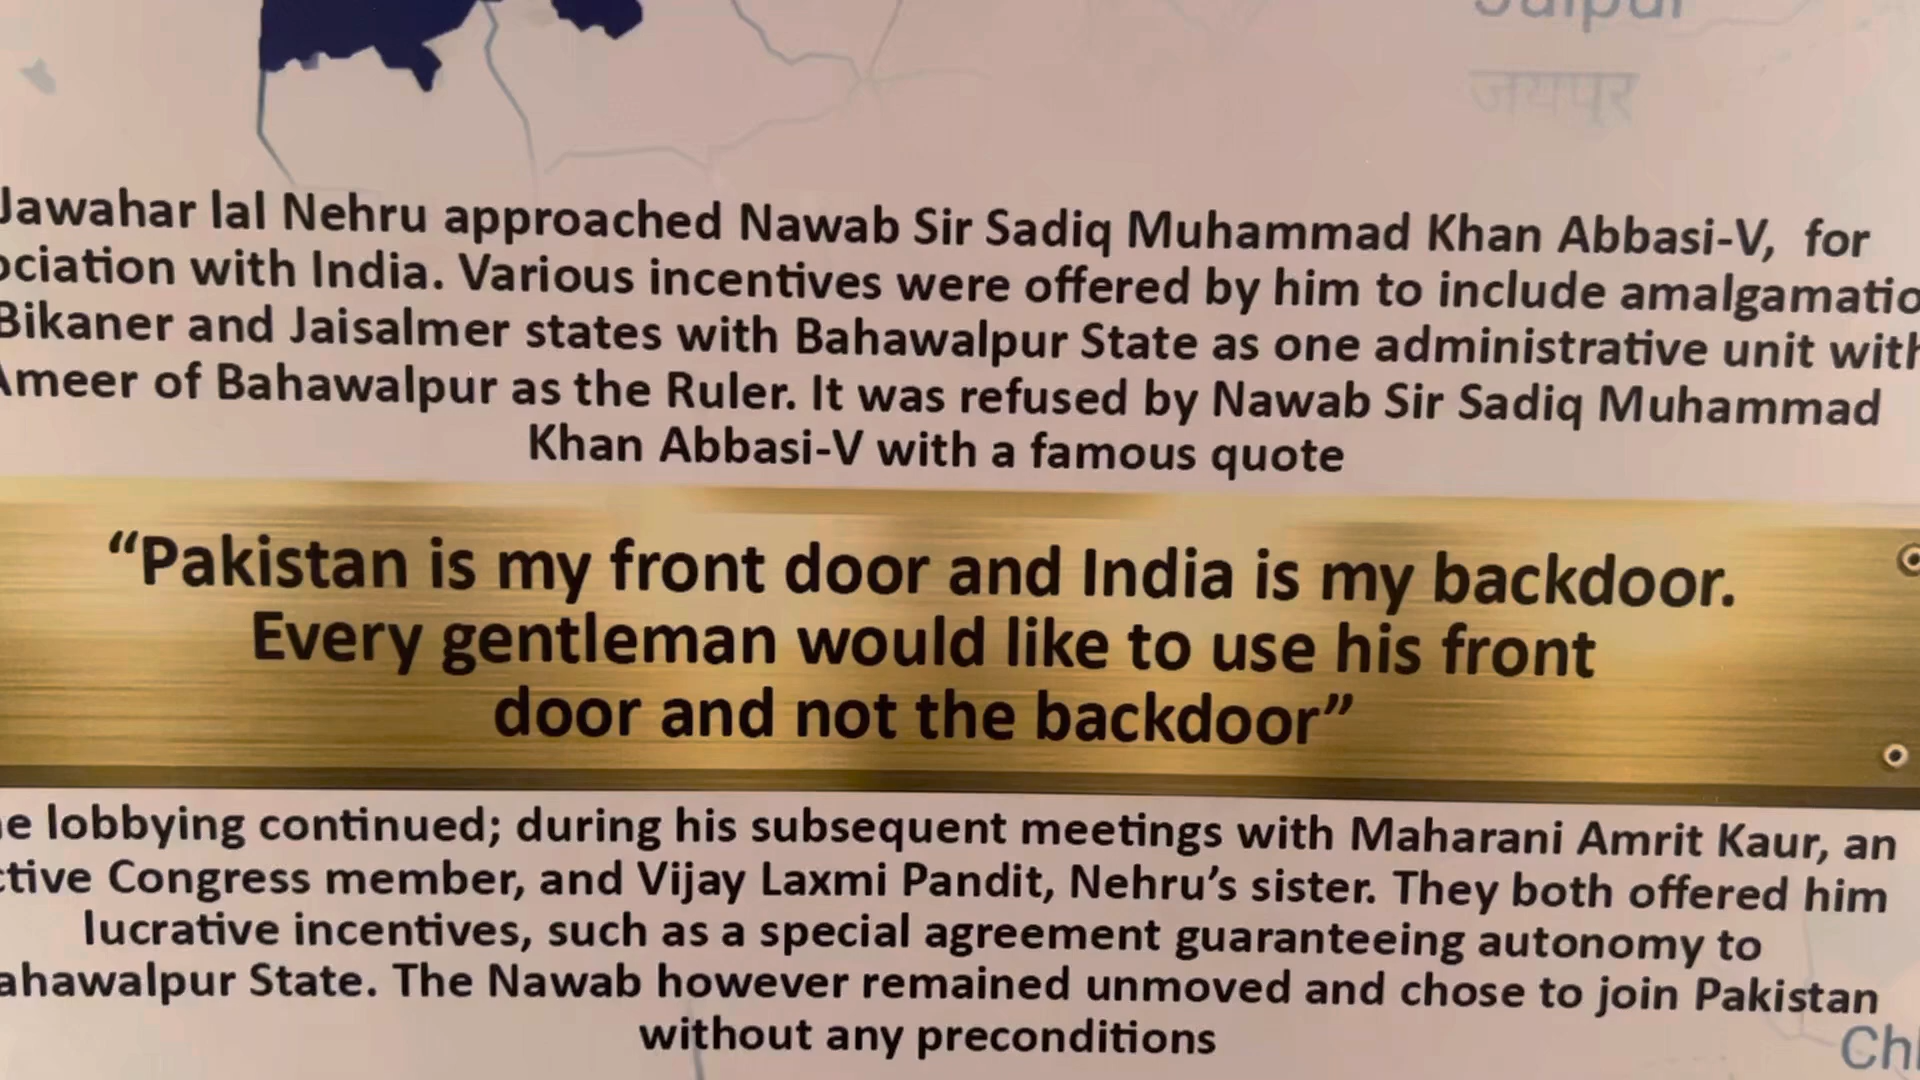 जयपुर
Jawahar lal Nehru approached Nawab Sir Sadiq Muhammad Khan Abbasi-V, for
with India. Various incentives were offered by him to include
Bikaner and Jaisalmer states with Bahawalpur State as one administrative unit with
Ameer of Bahawalpur as the Ruler. It was refused by Nawab Sir Sadiq Muhammad
Khan Abbasi-V with a famous quote
“Pakistan is my front door and India is my backdoor.
Every gentleman would like to use his front
door and not the backdoor”
lobbying continued; during his subsequent meetings with Maharani Amrit Kaur, an
Congress member, and Vijay Laxmi Pandit, Nehru’s sister. They both offered him
lucrative incentives, such as a special agreement guaranteeing autonomy to
State. The Nawab however remained unmoved and chose to join Pakistan
without any preconditions